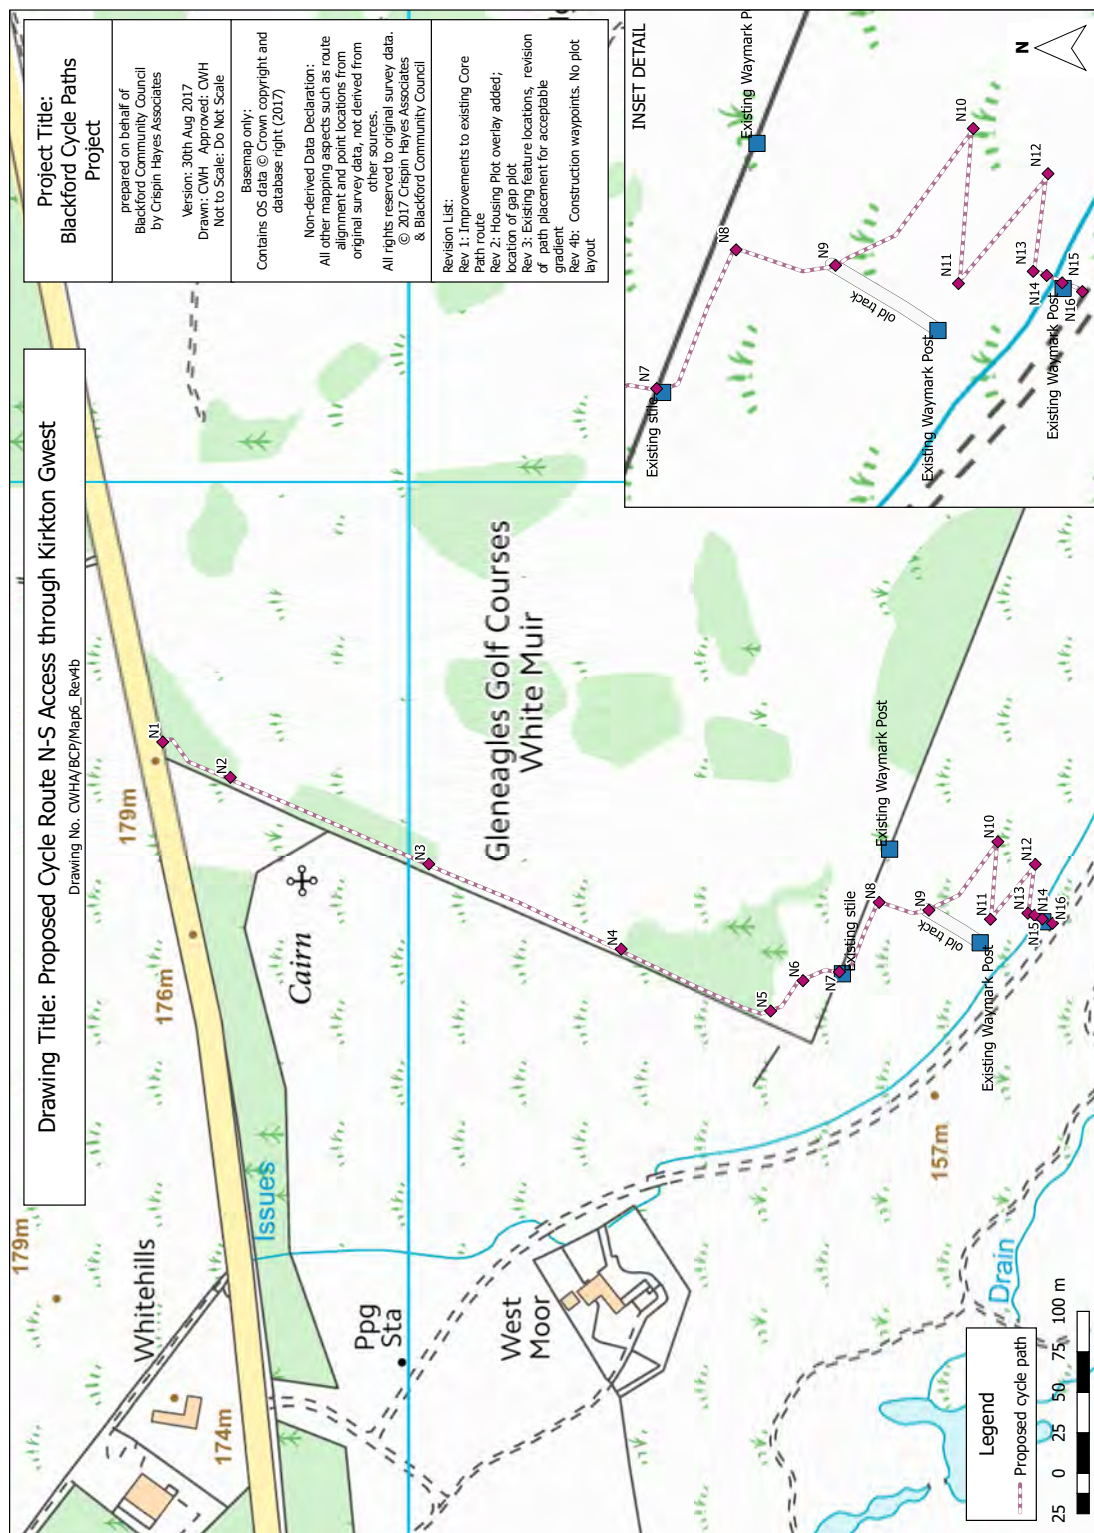 Drawing Title: Proposed Cycle Route N-S Access through Kirkton Gwest
Drawing No. CWHA/BCP/Map6_Rev4b
Project Title:
Blackford Cycle Paths
Project
prepared on behalf of
Blackford Community Council
by Crispin Hayes Associates
Version: 30th Aug 2017
Drawn: CWH   Approved: CWH
Not to Scale: Do Not Scale
Basemap only:
Contains OS data © Crown copyright and
database right (2017)
Non-derived Data Declaration:
All other mapping aspects such as route
alignment and point locations from
original survey data, not derived from
other sources.
All rights reserved to original survey data.
© 2017 Crispin Hayes Associates
& Blackford Community Council
Revision List:
Rev 1: Improvements to existing Core
Path route
Rev 2: Housing Plot overlay added;
location of gap plot
Rev 3: Existing feature locations, revision
of path placement for acceptable
gradient
Rev 4b: Construction waypoints. No plot
layout
179m
Whitehills
174m
176m
179m
Issues
Cairn
Ppg
Sta
West
Moor
Gleneagles Golf Courses
White Muir
157m
Drain
N1
N2
N3
N4
N5
N6
N7
Existing stile
N8
Existing Waymark Post
N9
old track
Existing Waymark Post
N10
N11
N12
N13
N14
N15
N16
INSET DETAIL
N
N7
Existing stile
N8
Existing Waymark P
N9
old track
Existing Waymark Post
N10
N11
N12
N13
N14
N15
N16
Existing Waymark Post
Legend
Proposed cycle path
25 0 25 50 75 100 m